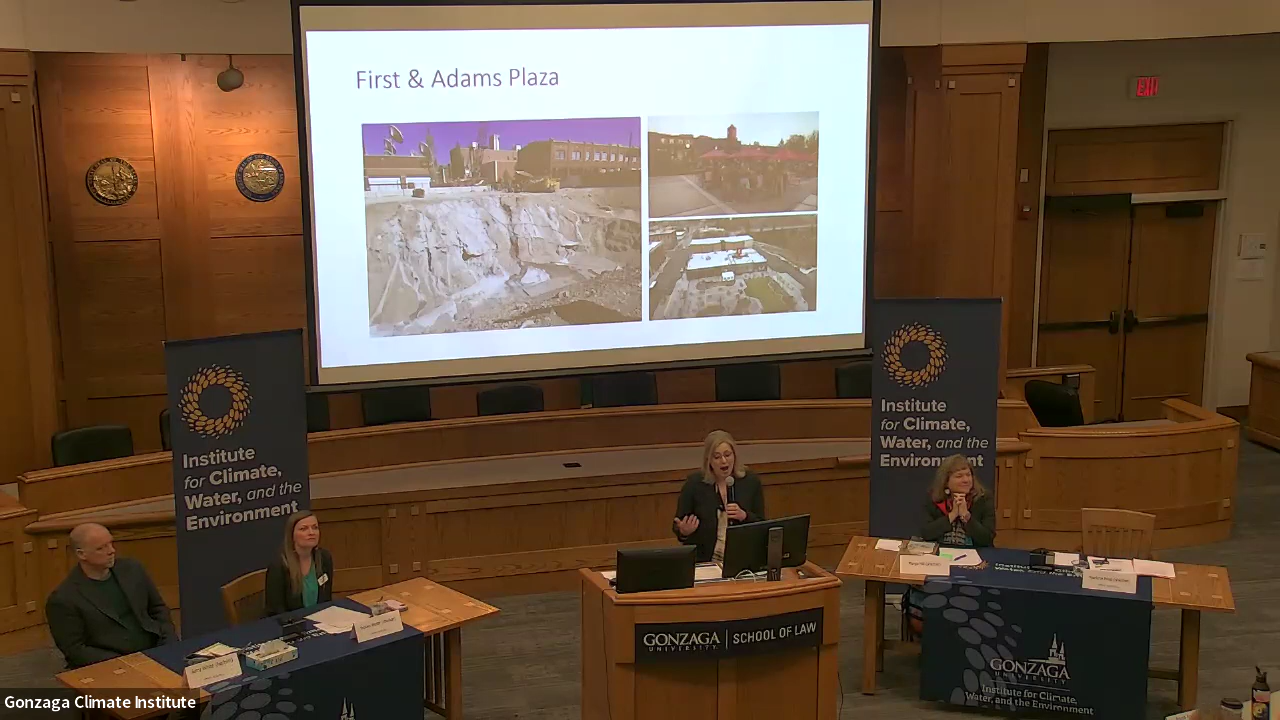 First & Adams Plaza
EXIT
Institute
for Climate,
Water, and the
Environment
Institute
for Climate,
Water, and the
Environment
GONZAGA
UNIVERSITY
SCHOOL OF LAW
GONZAGA
UNIVERSITY
Institute for Climate,
Water, and the Environment
Gonzaga Climate Institute